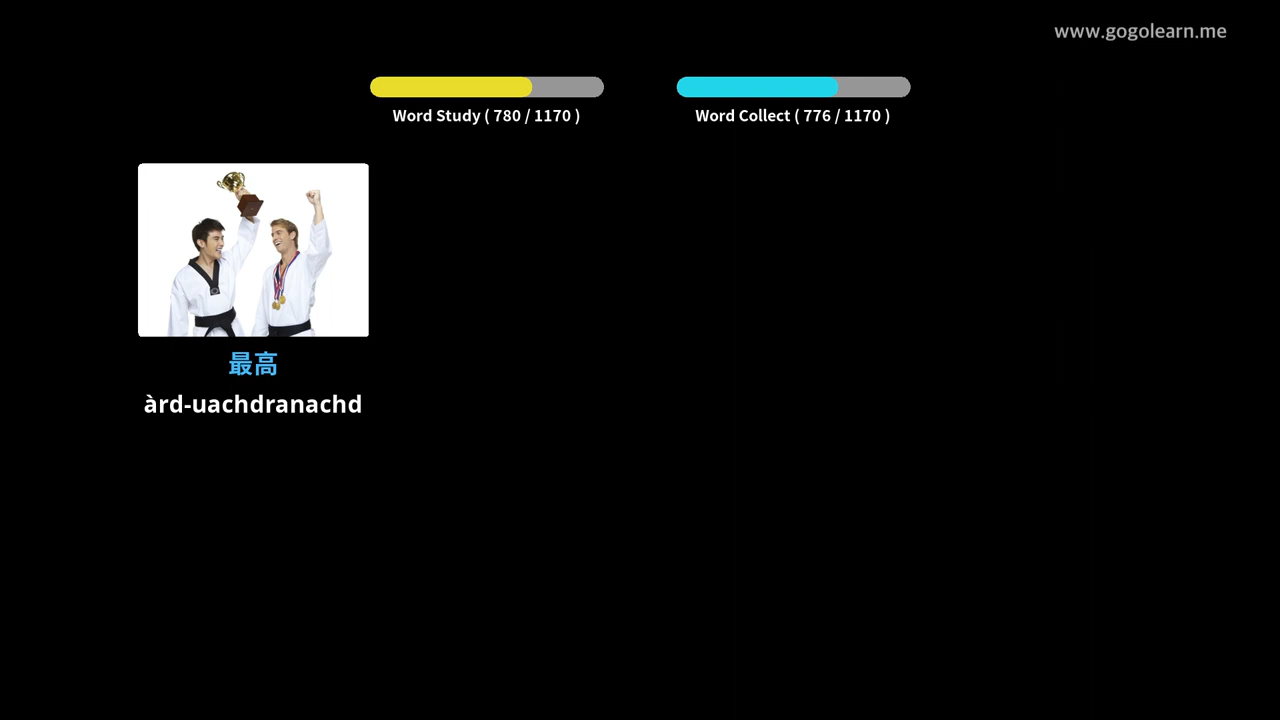 www.gogolearn.me
Word Study ( 780 / 1170 )
Word Collect ( 776 / 1170 )
最高
àrd-uachdranachd